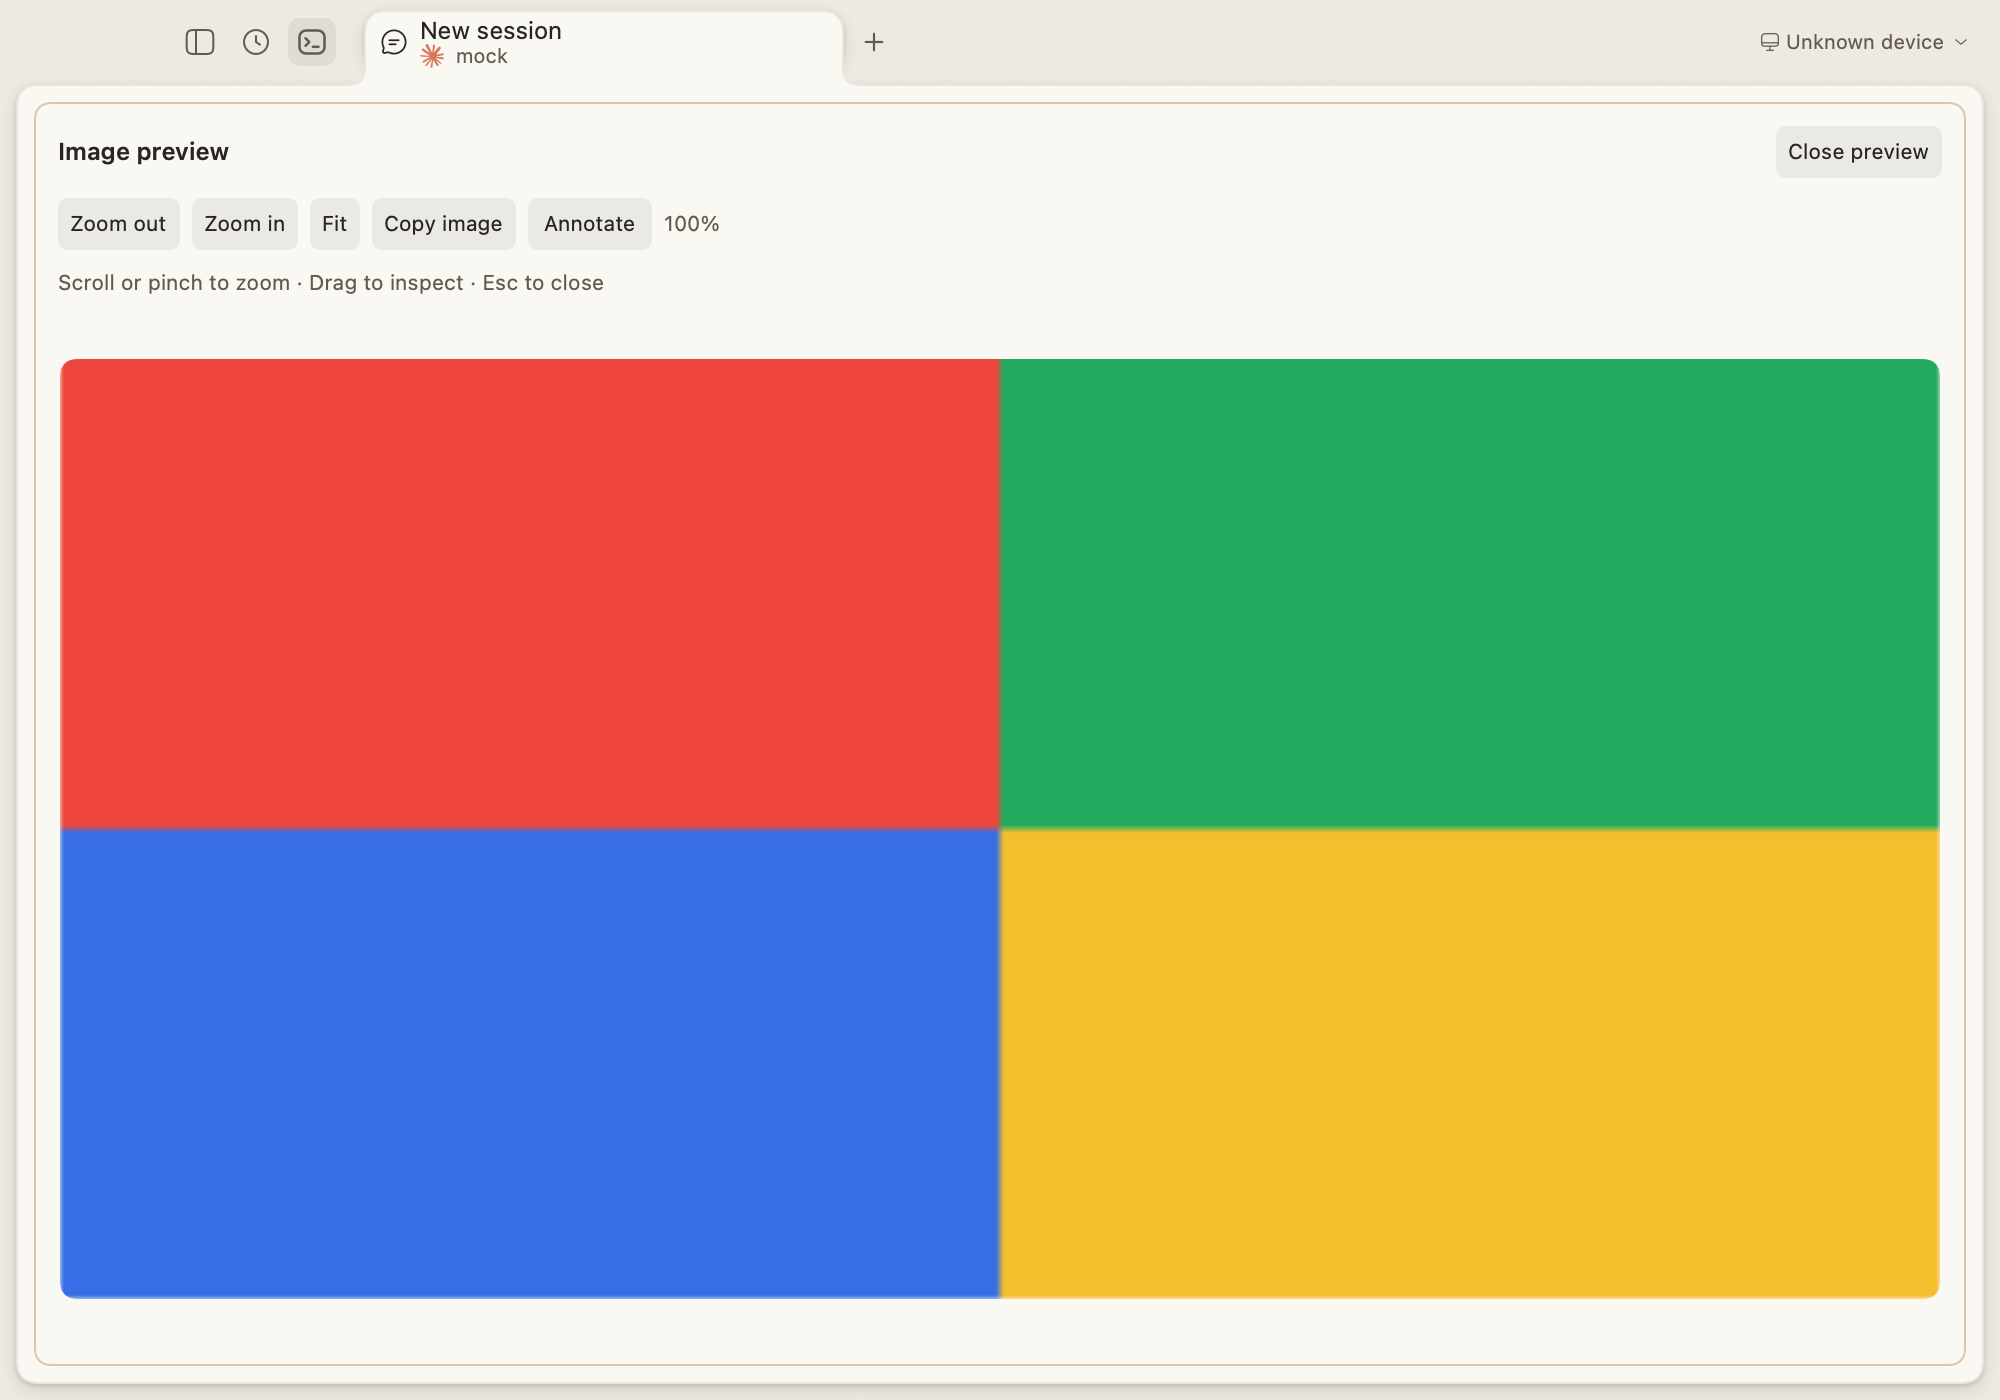 New session
mock
Unknown device
Image preview
Close preview
Zoom out
Zoom in
Fit
Copy image
Annotate
100%
Scroll or pinch to zoom · Drag to inspect · Esc to close